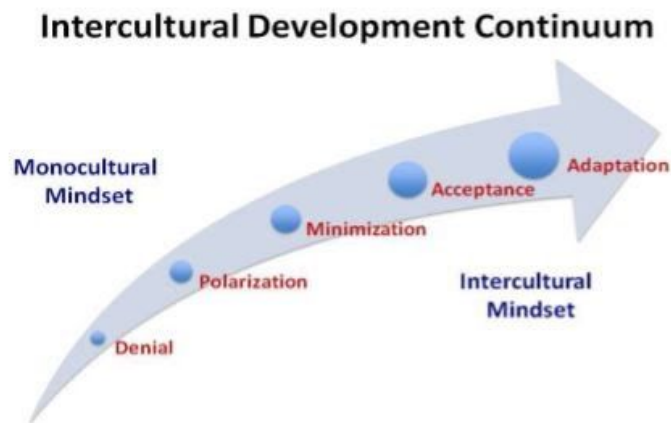 Intercultural Development Continuum
Monocultural
Mindset
Adaptation
Acceptance
Minimization
Polarization
Intercultural
Mindset
Denial